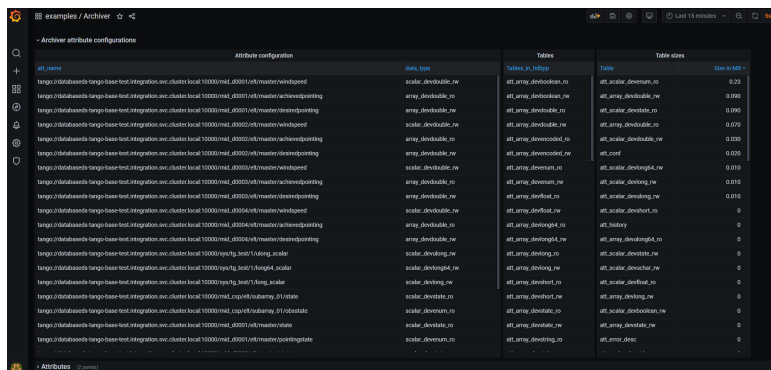 examples / Archiver
Last 15 minutes
Archiver attribute configurations
Attribute configuration
att_name data_type
tango://databaseds-tango-base-test.integration.svc.cluster.local:10000/mid_d0001/elt/master/windspeed scalar_devdouble_rw
tango://databaseds-tango-base-test.integration.svc.cluster.local:10000/mid_d0001/elt/master/achievedpointing array_devdouble_ro
tango://databaseds-tango-base-test.integration.svc.cluster.local:10000/mid_d0001/elt/master/desiredpointing array_devdouble_rw
tango://databaseds-tango-base-test.integration.svc.cluster.local:10000/mid_d0002/elt/master/windspeed scalar_devdouble_rw
tango://databaseds-tango-base-test.integration.svc.cluster.local:10000/mid_d0002/elt/master/achievedpointing array_devdouble_ro
tango://databaseds-tango-base-test.integration.svc.cluster.local:10000/mid_d0002/elt/master/desiredpointing array_devdouble_rw
tango://databaseds-tango-base-test.integration.svc.cluster.local:10000/mid_d0003/elt/master/windspeed scalar_devdouble_rw
tango://databaseds-tango-base-test.integration.svc.cluster.local:10000/mid_d0003/elt/master/achievedpointing array_devdouble_ro
tango://databaseds-tango-base-test.integration.svc.cluster.local:10000/mid_d0003/elt/master/desiredpointing array_devdouble_rw
tango://databaseds-tango-base-test.integration.svc.cluster.local:10000/mid_d0004/elt/master/windspeed scalar_devdouble_rw
tango://databaseds-tango-base-test.integration.svc.cluster.local:10000/mid_d0004/elt/master/achievedpointing array_devdouble_ro
tango://databaseds-tango-base-test.integration.svc.cluster.local:10000/mid_d0004/elt/master/desiredpointing array_devdouble_rw
tango://databaseds-tango-base-test.integration.svc.cluster.local:10000/sys/tg_test/1/ulong_scalar scalar_devulong_rw
tango://databaseds-tango-base-test.integration.svc.cluster.local:10000/sys/tg_test/1/long64_scalar scalar_devlong64_rw
tango://databaseds-tango-base-test.integration.svc.cluster.local:10000/sys/tg_test/1/long_scalar scalar_devlong_rw
tango://databaseds-tango-base-test.integration.svc.cluster.local:10000/mid_csp/elt/subarray_01/state scalar_devstate_ro
tango://databaseds-tango-base-test.integration.svc.cluster.local:10000/mid_csp/elt/subarray_01/obsstate scalar_devenum_ro
tango://databaseds-tango-base-test.integration.svc.cluster.local:10000/mid_d0001/elt/master/state scalar_devstate_ro
tango://databaseds-tango-base-test.integration.svc.cluster.local:10000/mid_d0001/elt/master/pointingstate scalar_devenum_ro
Tables
Tables_in_hdbpp
att_array_devboolean_ro
att_array_devboolean_rw
att_array_devdouble_ro
att_array_devdouble_rw
att_array_devencoded_ro
att_array_devencoded_rw
att_array_devenum_ro
att_array_devenum_rw
att_array_devfloat_ro
att_array_devfloat_rw
att_array_devlong64_ro
att_array_devlong64_rw
att_array_devlong_ro
att_array_devlong_rw
att_array_devshort_ro
att_array_devshort_rw
att_array_devstate_ro
att_array_devstate_rw
att_array_devstring_ro
Table sizes
Table Size in MB
att_scalar_devenum_ro 0.23
att_array_devdouble_rw 0.090
att_scalar_devstate_ro 0.090
att_array_devdouble_ro 0.070
att_scalar_devdouble_rw 0.030
att_conf 0.020
att_scalar_devlong64_rw 0.010
att_scalar_devlong_rw 0.010
att_scalar_devulong_rw 0.010
att_scalar_devshort_ro 0
att_history 0
att_array_devulong64_ro 0
att_scalar_devstate_rw 0
att_scalar_devuchar_rw 0
att_scalar_devfloat_ro 0
att_array_devlong_rw 0
att_scalar_devboolean_rw 0
att_array_devstate_rw 0
att_error_desc 0
Attributes (2 panels)